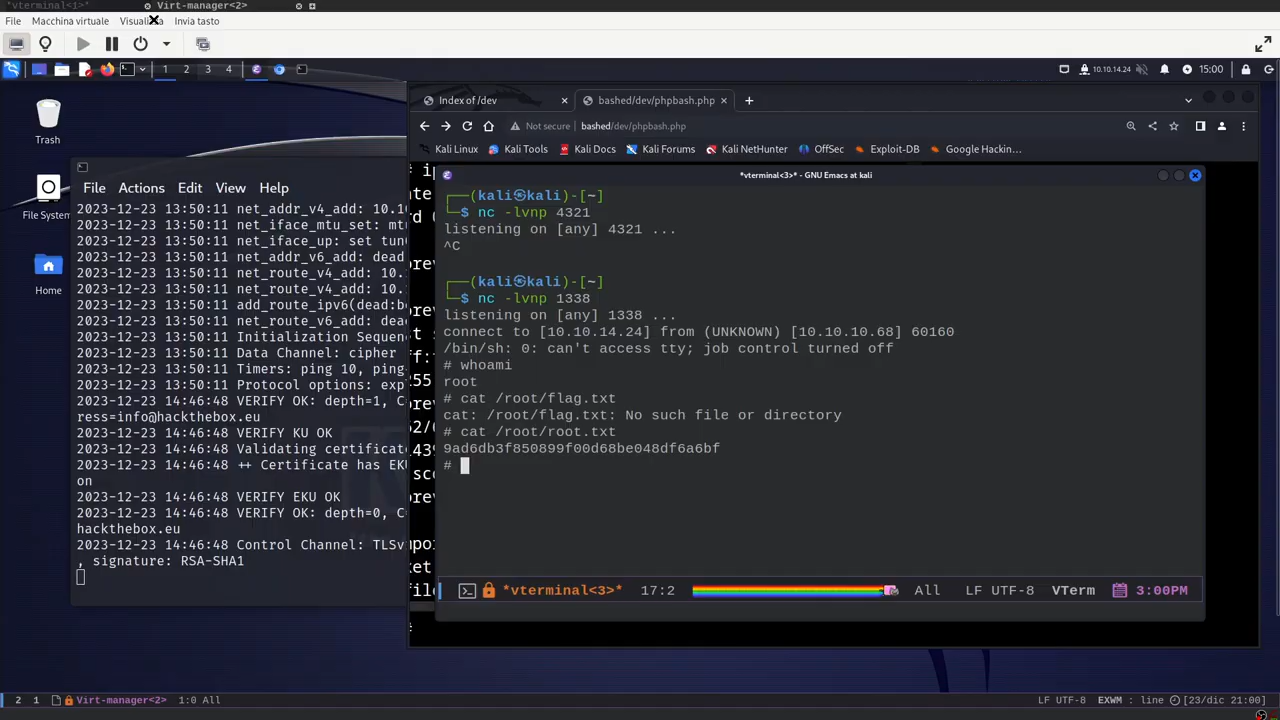 *vterminal<1>*
Virt-manager<2>
File Macchina virtuale Visualizza Invia tasto
1 2 3 4
10.10.14.24
15:00
Trash
File System
Home
File Actions Edit View Help
2023-12-23 13:50:11 net_addr_v4_add: 10.10
2023-12-23 13:50:11 net_iface_mtu_set: mtu
2023-12-23 13:50:11 net_iface_up: set tun0
2023-12-23 13:50:11 net_addr_v6_add: dead:
2023-12-23 13:50:11 net_route_v4_add: 10.1
2023-12-23 13:50:11 net_route_v4_add: 10.1
2023-12-23 13:50:11 add_route_ipv6(dead:be
2023-12-23 13:50:11 net_route_v6_add: dead
2023-12-23 13:50:11 Initialization Sequenc
2023-12-23 13:50:11 Data Channel: cipher
2023-12-23 13:50:11 Timers: ping 10, ping-
2023-12-23 13:50:11 Protocol options: expl
2023-12-23 14:46:48 VERIFY OK: depth=1, C=
ress=info@hackthebox.eu
2023-12-23 14:46:48 VERIFY KU OK
2023-12-23 14:46:48 Validating certificate
2023-12-23 14:46:48 ++ Certificate has EKU
on
2023-12-23 14:46:48 VERIFY EKU OK
2023-12-23 14:46:48 VERIFY OK: depth=0, C=
hackthebox.eu
2023-12-23 14:46:48 Control Channel: TLSv
, signature: RSA-SHA1
Index of /dev
bashed/dev/phpbash.php
Not secure bashed/dev/phpbash.php
Kali Linux Kali Tools Kali Docs Kali Forums Kali NetHunter OffSec Exploit-DB Google Hackin…
*vterminal<3>* - GNU Emacs at kali
┌──(kali㉿kali)-[~]
└─$ nc -lvnp 4321
listening on [any] 4321 ...
^C
┌──(kali㉿kali)-[~]
└─$ nc -lvnp 1338
listening on [any] 1338 ...
connect to [10.10.14.24] from (UNKNOWN) [10.10.10.68] 60160
/bin/sh: 0: can't access tty; job control turned off
# whoami
root
# cat /root/flag.txt
cat: /root/flag.txt: No such file or directory
# cat /root/root.txt
9ad6db3f850899f00d68be048df6a6bf
#
*vterminal<3>* 17:2 All LF UTF-8 VTerm 3:00PM
2 1 Virt-manager<2> 1:0 All LF UTF-8 EXWM : line [23/dic 21:00]